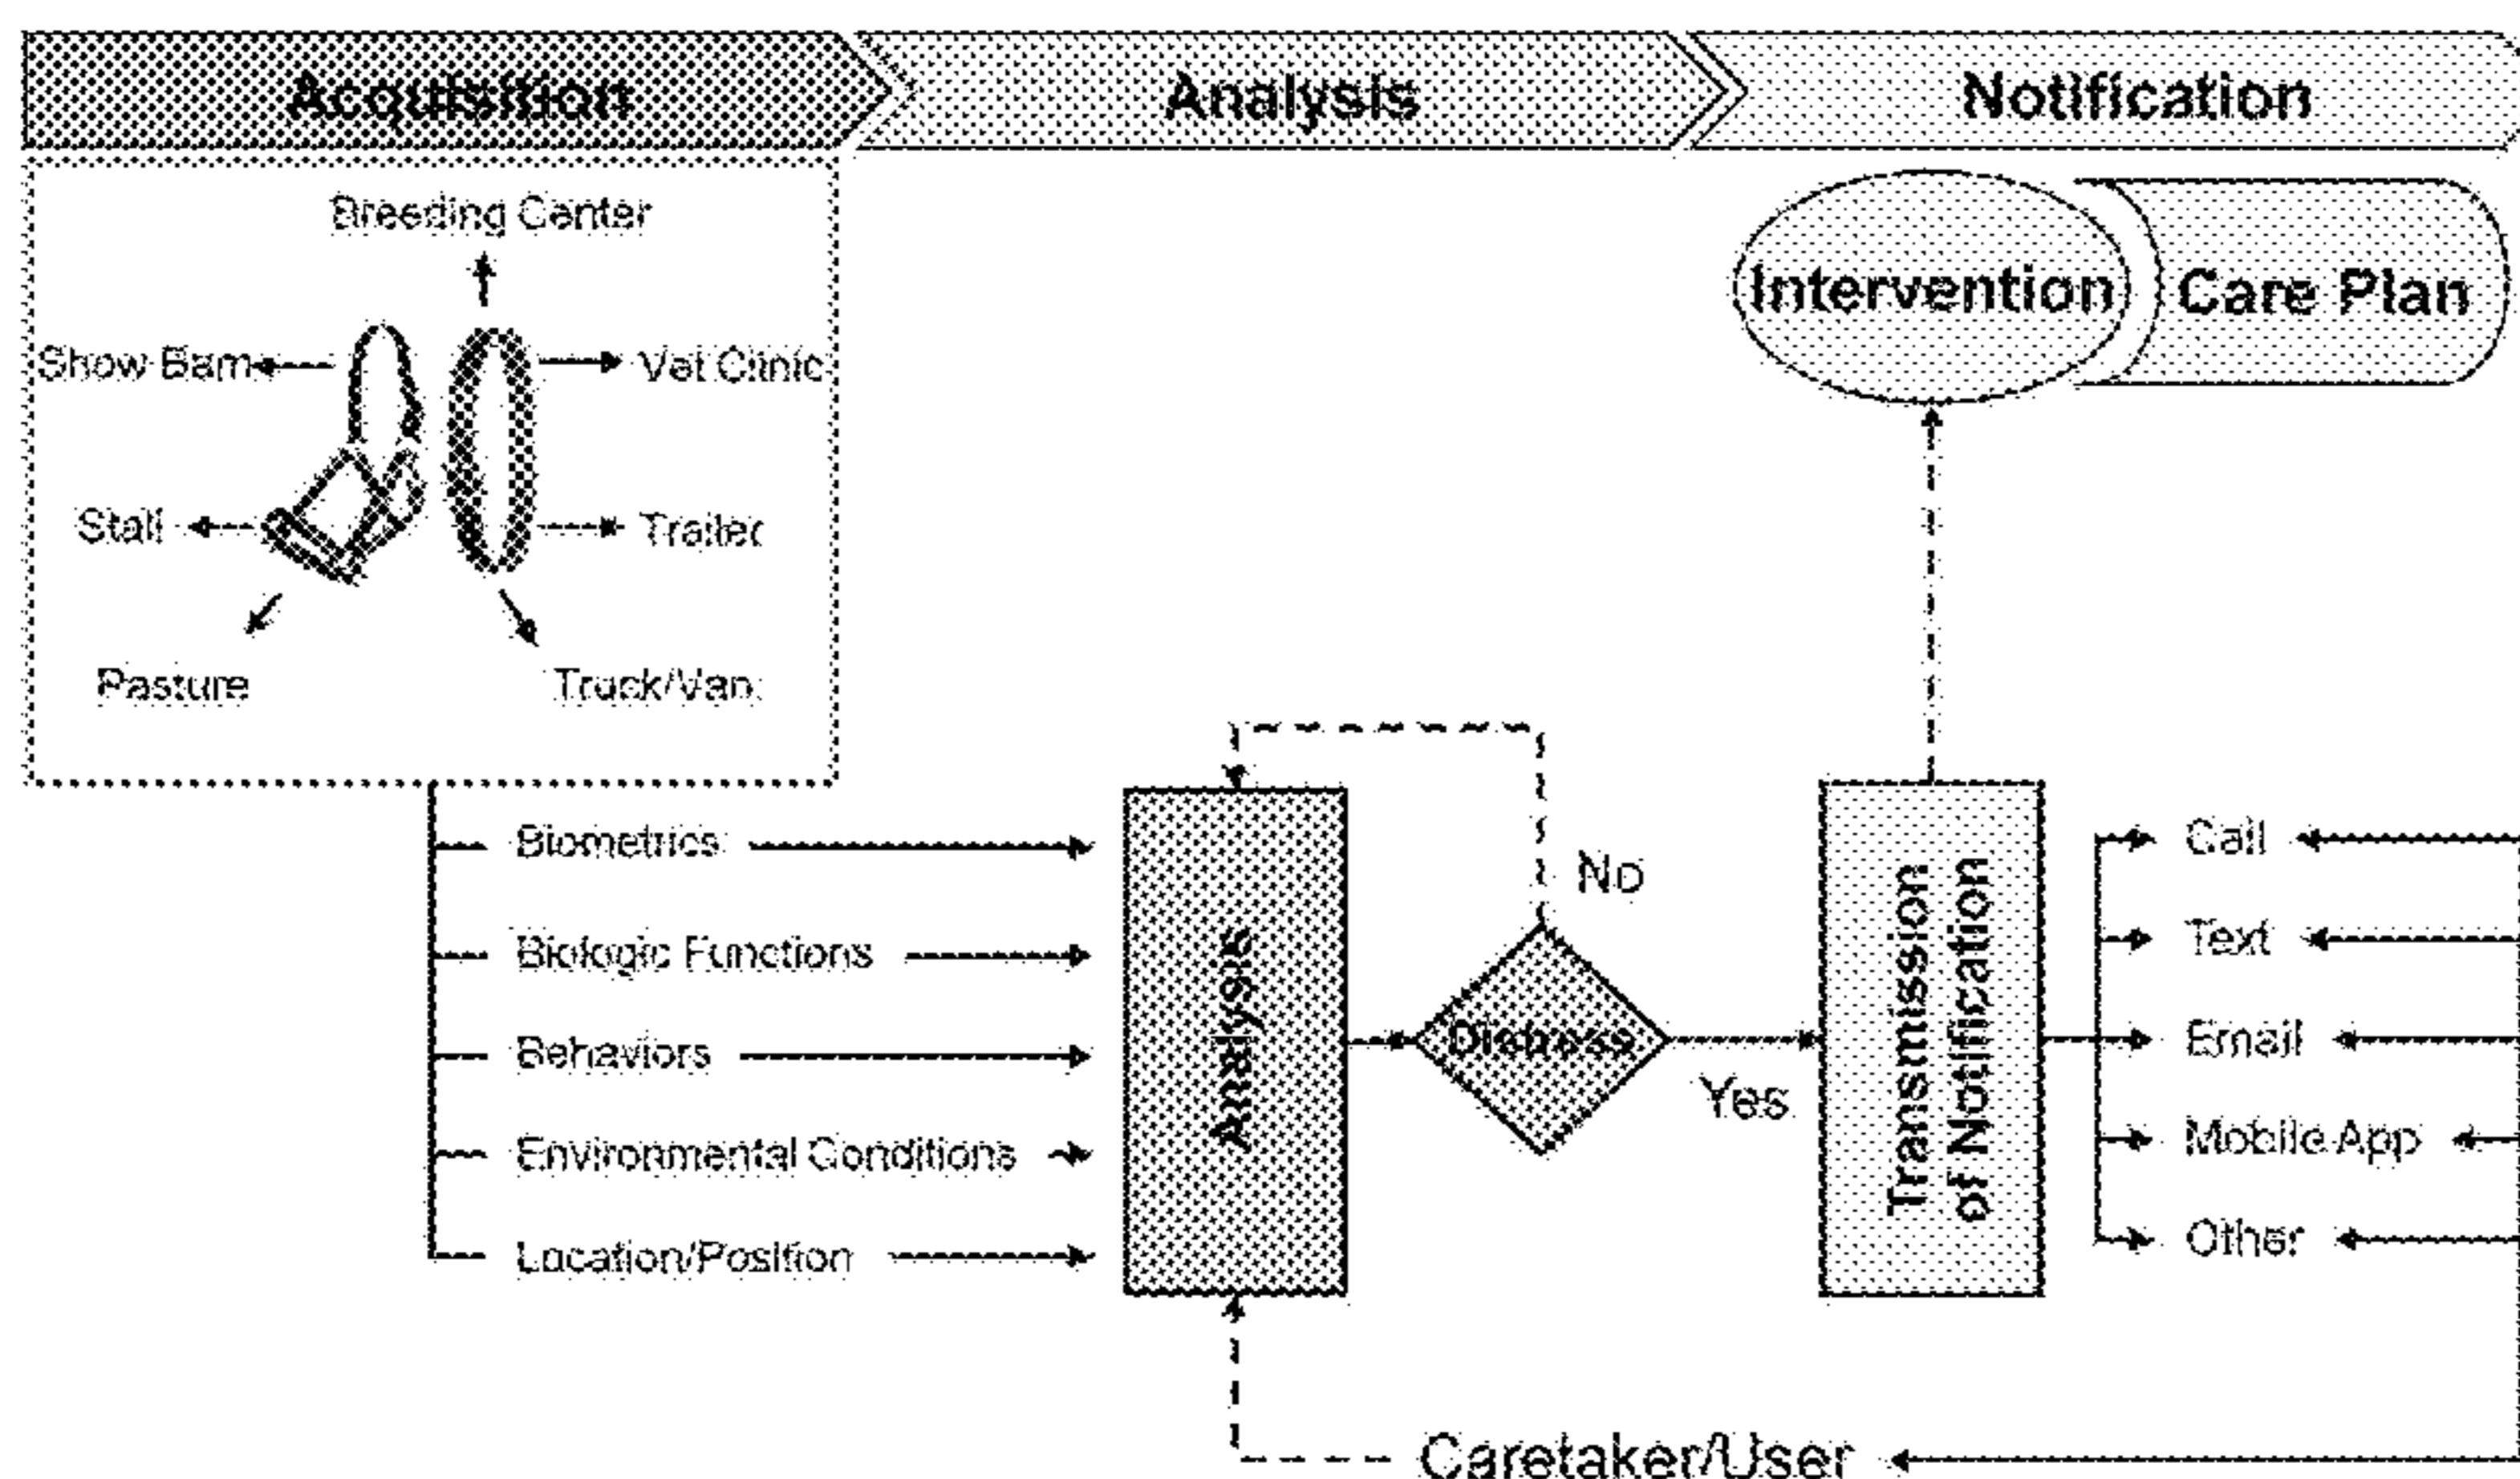 Acquisition
Analysis
Notification
Breeding Center
Show Barn
Vet Clinic
Stall
Trailer
Pasture
Truck/Van
Intervention
Care Plan
Biometrics
Biologic Functions
Behaviors
Environmental Conditions
Location/Position
Analysis
No
Distress
Yes
Transmission
of Notification
Call
Text
Email
Mobile App
Other
Caretaker/User